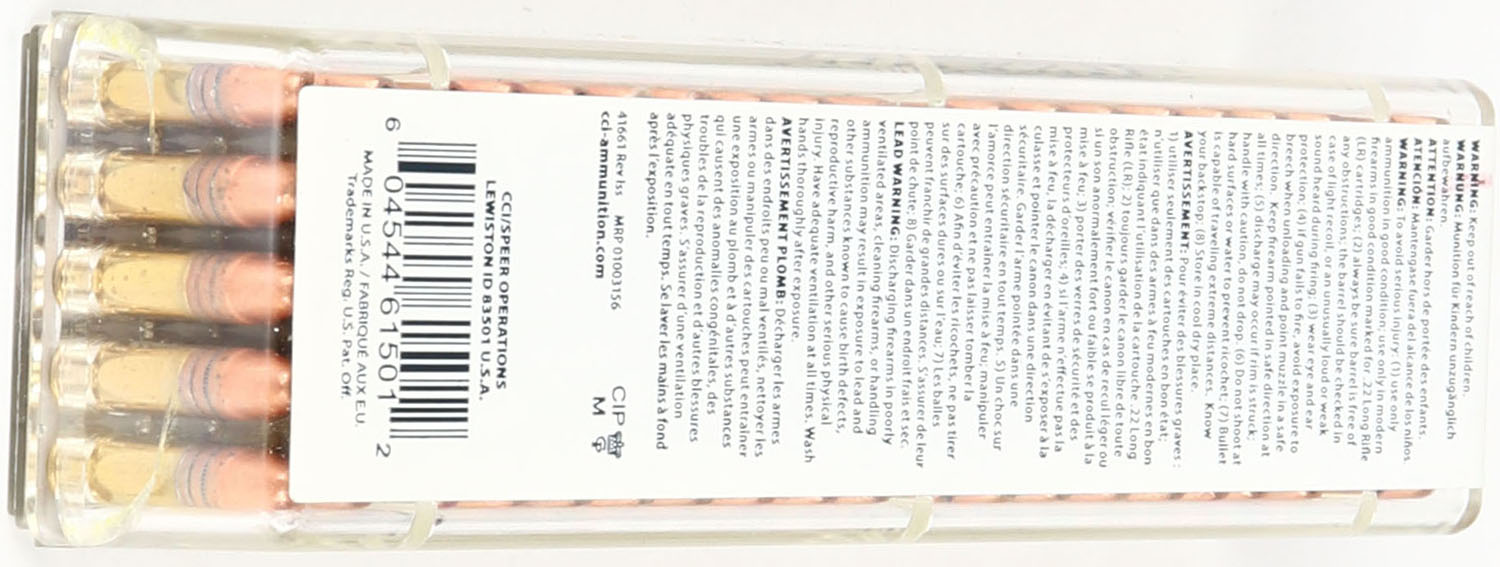 WARNING: Keep out of reach of children.
WARNUNG: Munition für Kindern unzugänglich
aufbewahren.
ATTENTION: Garder hors de portée des enfants.
ATENCIÓN: Mantengase fuera del alcance de los niños
WARNING: To avoid serious injury: (1) use only
ammunition in good condition; use only in modern
firearms in good condition marked for .22 Long Rifle
(LR) Cartridges; (2) always be sure barrel is free of
any obstructions; the barrel should be checked in
case of light recoil, or an unusually loud or weak
sound heard during firing; (3) wear eye and ear
protection; (4) if gun fails to fire, avoid exposure to
breech when unloading and point muzzle in a safe
direction. Keep firearm pointed in safe direction at
all times; (5) discharge may occur if rim is struck;
handle with caution, do not drop. (6) Do not shoot at
hard surfaces or water to prevent ricochet; (7) Bullet
is capable of traveling extreme distances. Know
your backstop; (8) Store in cool dry place.
AVERTISSEMENT: Pour éviter des blessures graves :
1) utiliser seulement des cartouches en bon état;
n'utiliser que dans des armes à feu modernes en bon
état indiquant l'utilisation de la cartouche .22 Long
Rifle (LR); 2) toujours garder le canon libre de toute
obstruction; vérifier le canon en cas de recul léger ou
si un son anormalement fort ou faible se produit à la
mise à feu; 3) porter des verres de sécurité et des
protecteurs d'oreilles; 4) si l'arme n'effectue pas la
mise à feu, la décharger en évitant de s'exposer à la
culasse et pointer le canon dans une direction
sécuritaire. Garder l'arme pointée dans une
direction sécuritaire en tout temps. 5) Un choc sur
l'amorce peut entraîner la mise à feu; manipuler
avec précaution et ne pas laisser tomber la
cartouche; 6) Afin d'éviter les ricochets, ne pas tirer
sur des surfaces dures ou sur l'eau; 7) Les balles
peuvent franchir de grandes distances. S'assurer de leur
point de chute; 8) Garder dans un endroit frais et sec.
LEAD WARNING: Discharging firearms in poorly
ventilated areas, cleaning firearms, or handling
ammunition may result in exposure to lead and
other substances known to cause birth defects,
reproductive harm, and other serious physical
injury. Have adequate ventilation at all times. Wash
hands thoroughly after exposure.
AVERTISSEMENT PLOMB: Décharger les armes
dans des endroits peu ou mal ventilés, nettoyer les
armes ou manipuler des cartouches peut entraîner
une exposition au plomb et à d'autres substances
qui causent des anomalies congénitales, des
troubles de la reproduction et d'autres blessures
physiques graves. S'assurer d'une ventilation
adéquate en tout temps. Se laver les mains à fond
après l'exposition.
41661 Rev iss MRP 01003156
cci-ammunition.com
CIP
M
CCI/SPEER OPERATIONS
LEWISTON ID 83501 U.S.A.
6 04544 61501 2
MADE IN U.S.A. / FABRIQUÉ AUX E.U.
Trademarks Reg. U.S. Pat. Off.